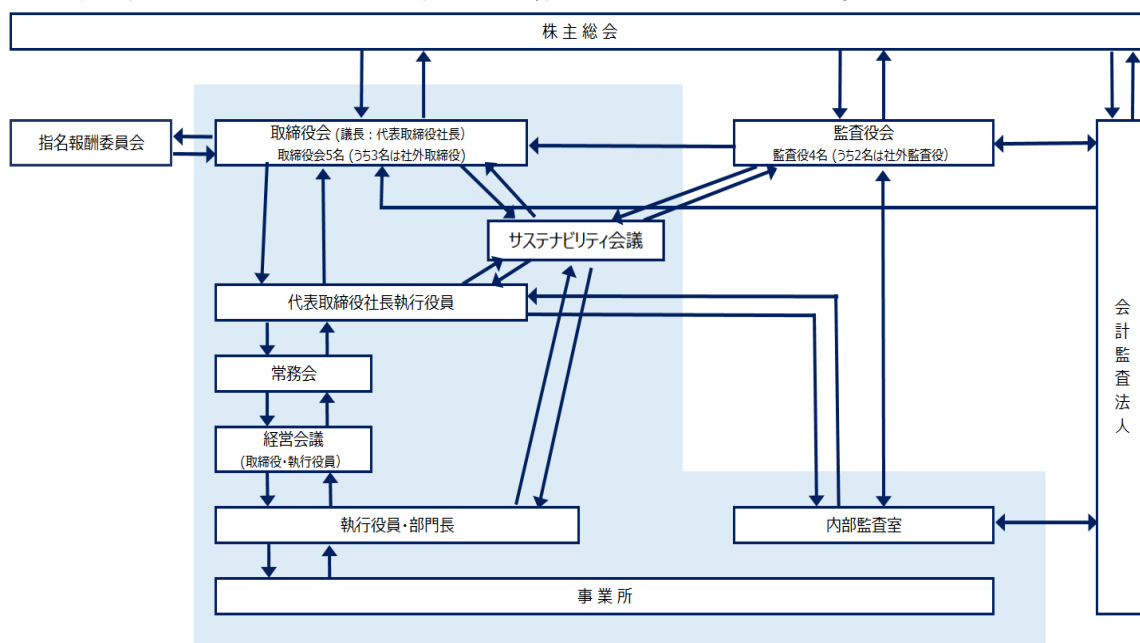 株主総会
指名報酬委員会
取締役会 (議長：代表取締役社長)
取締役会5名 (うち3名は社外取締役)
監査役会
監査役4名 (うち2名は社外監査役)
サステナビリティ会議
代表取締役社長執行役員
常務会
経営会議
(取締役・執行役員)
執行役員・部門長
内部監査室
事業所
会計監査法人